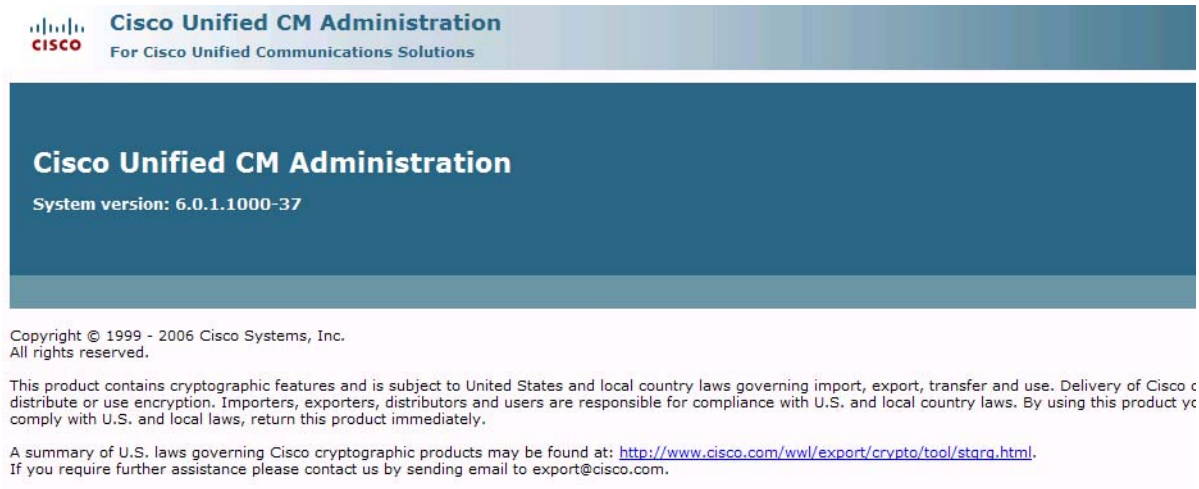 CISCO
Cisco Unified CM Administration
For Cisco Unified Communications Solutions
Cisco Unified CM Administration
System version: 6.0.1.1000-37
Copyright © 1999 - 2006 Cisco Systems, Inc.
All rights reserved.
This product contains cryptographic features and is subject to United States and local country laws governing import, export, transfer and use. Delivery of Cisco
distribute or use encryption. Importers, exporters, distributors and users are responsible for compliance with U.S. and local country laws. By using this product
comply with U.S. and local laws, return this product immediately.
A summary of U.S. laws governing Cisco cryptographic products may be found at: http://www.cisco.com/wwl/export/crypto/tool/stqrg.html.
If you require further assistance please contact us by sending email to export@cisco.com.